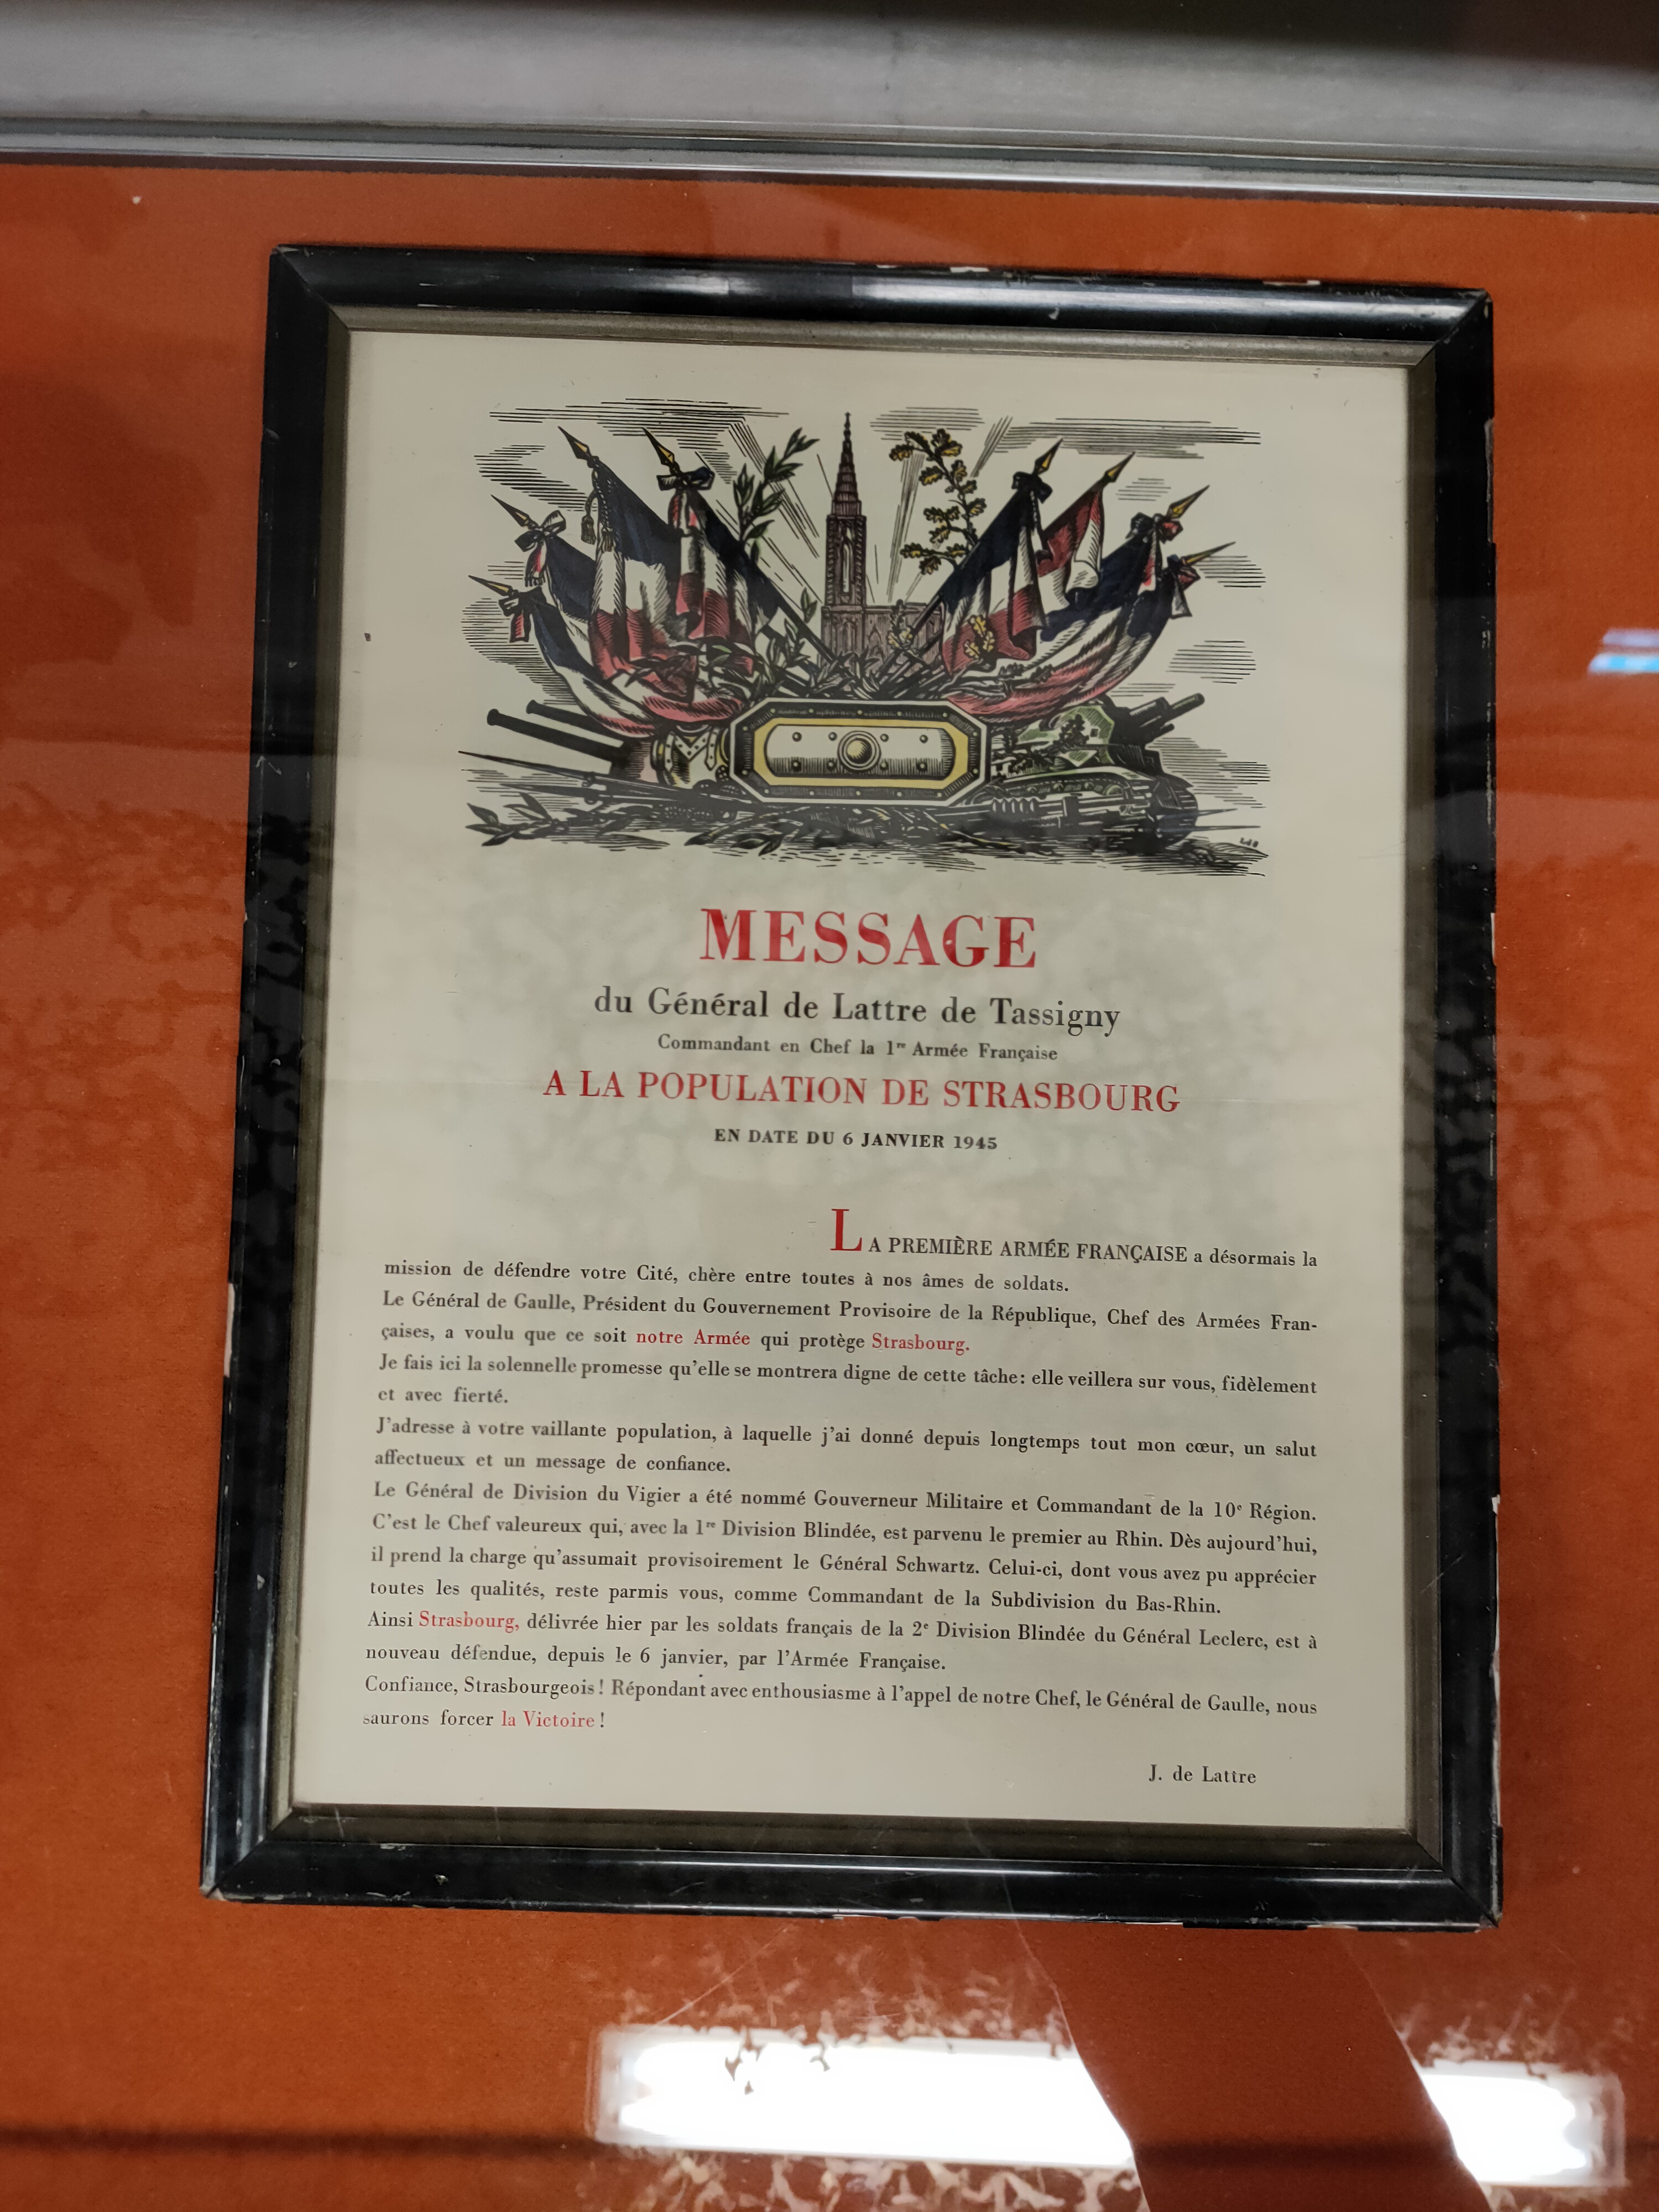 MESSAGE
du Général de Lattre de Tassigny
Commandant en Chef la 1re Armée Française
A LA POPULATION DE STRASBOURG
EN DATE DU 6 JANVIER 1945
LA PREMIÈRE ARMÉE FRANÇAISE a désormais la
mission de défendre votre Cité, chère entre toutes à nos âmes de soldats.
Le Général de Gaulle, Président du Gouvernement Provisoire de la République, Chef des Armées Fran-
çaises, a voulu que ce soit notre Armée qui protège Strasbourg.
Je fais ici la solennelle promesse qu'elle se montrera digne de cette tâche: elle veillera sur vous, fidèlement
et avec fierté.
J'adresse à votre vaillante population, à laquelle j'ai donné depuis longtemps tout mon cœur, un salut
affectueux et un message de confiance.
Le Général de Division du Vigier a été nommé Gouverneur Militaire et Commandant de la 10e Région.
C'est le Chef valeureux qui, avec la 1re Division Blindée, est parvenu le premier au Rhin. Dès aujourd'hui,
il prend la charge qu'assumait provisoirement le Général Schwartz. Celui-ci, dont vous avez pu apprécier
toutes les qualités, reste parmis vous, comme Commandant de la Subdivision du Bas-Rhin.
Ainsi Strasbourg, délivrée hier par les soldats français de la 2e Division Blindée du Général Leclerc, est à
nouveau défendue, depuis le 6 janvier, par l'Armée Française.
Confiance, Strasbourgeois ! Répondant avec enthousiasme à l'appel de notre Chef, le Général de Gaulle, nous
saurons forcer la Victoire !
J. de Lattre